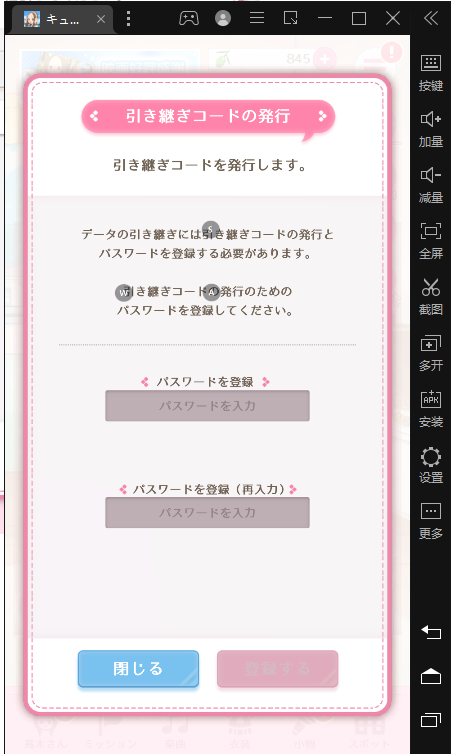 キュ...
845
引き継ぎコードの発行
引き継ぎコードを発行します。
データの引き継ぎには引き継ぎコードの発行と
パスワードを登録する必要があります。
引き継ぎコードの発行のための
パスワードを登録してください。
S
W
A
パスワードを登録
パスワードを入力
パスワードを登録（再入力）
パスワードを入力
閉じる
登録する
按键
加量
减量
全屏
截图
多开
APK
安装
设置
更多